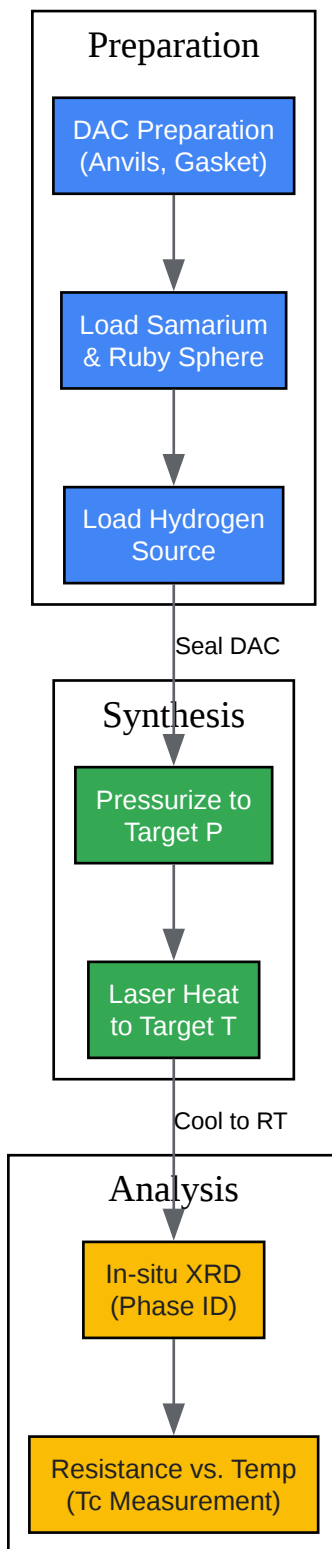 Preparation
DAC Preparation
(Anvils, Gasket)
Load Samarium
& Ruby Sphere
Load Hydrogen
Source
Seal DAC
Synthesis
Pressurize to
Target P
Laser Heat
to Target T
Cool to RT
Analysis
In-situ XRD
(Phase ID)
Resistance vs. Temp
(Tc Measurement)